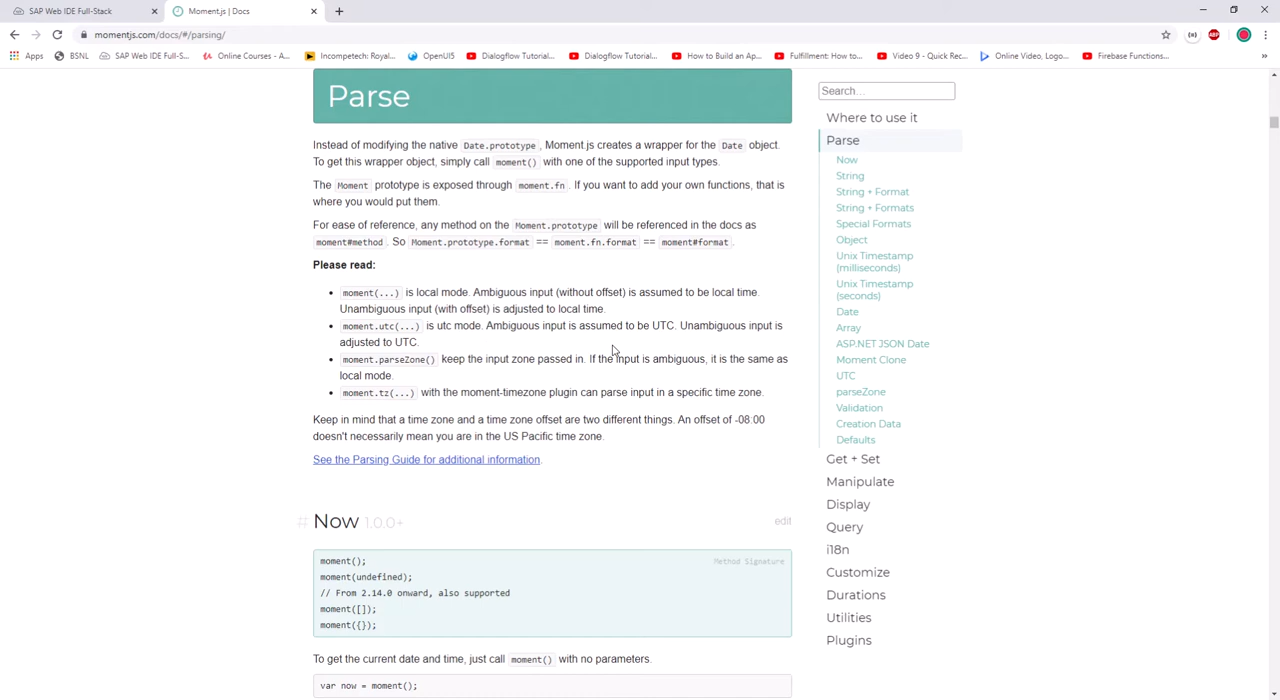 SAP Web IDE Full-Stack
Moment.js | Docs
momentjs.com/docs/#/parsing/
Apps BSNL SAP Web IDE Full-S... Online Courses - A... Incompetech: Royal... OpenUI5 Dialogflow Tutorial... Dialogflow Tutorial... How to Build an Ap... Fulfillment: How to... Video 9 - Quick Rec... Online Video, Logo... Firebase Functions...
Parse
Instead of modifying the native Date.prototype, Moment.js creates a wrapper for the Date object.
To get this wrapper object, simply call moment() with one of the supported input types.
The Moment prototype is exposed through moment.fn. If you want to add your own functions, that is
where you would put them.
For ease of reference, any method on the Moment.prototype will be referenced in the docs as
moment#method. So Moment.prototype.format == moment.fn.format == moment#format.
Please read:
• moment(...) is local mode. Ambiguous input (without offset) is assumed to be local time.
Unambiguous input (with offset) is adjusted to local time.
• moment.utc(...) is utc mode. Ambiguous input is assumed to be UTC. Unambiguous input is
adjusted to UTC.
• moment.parseZone() keep the input zone passed in. If the input is ambiguous, it is the same as
local mode.
• moment.tz(...) with the moment-timezone plugin can parse input in a specific time zone.
Keep in mind that a time zone and a time zone offset are two different things. An offset of -08:00
doesn't necessarily mean you are in the US Pacific time zone.
See the Parsing Guide for additional information.
# Now 1.0.0+ edit
moment(); Method Signature
moment(undefined);
// From 2.14.0 onward, also supported
moment([]);
moment({});
To get the current date and time, just call moment() with no parameters.
var now = moment();
Search...
Where to use it
Parse
Now
String
String + Format
String + Formats
Special Formats
Object
Unix Timestamp
(milliseconds)
Unix Timestamp
(seconds)
Date
Array
ASP.NET JSON Date
Moment Clone
UTC
parseZone
Validation
Creation Data
Defaults
Get + Set
Manipulate
Display
Query
i18n
Customize
Durations
Utilities
Plugins